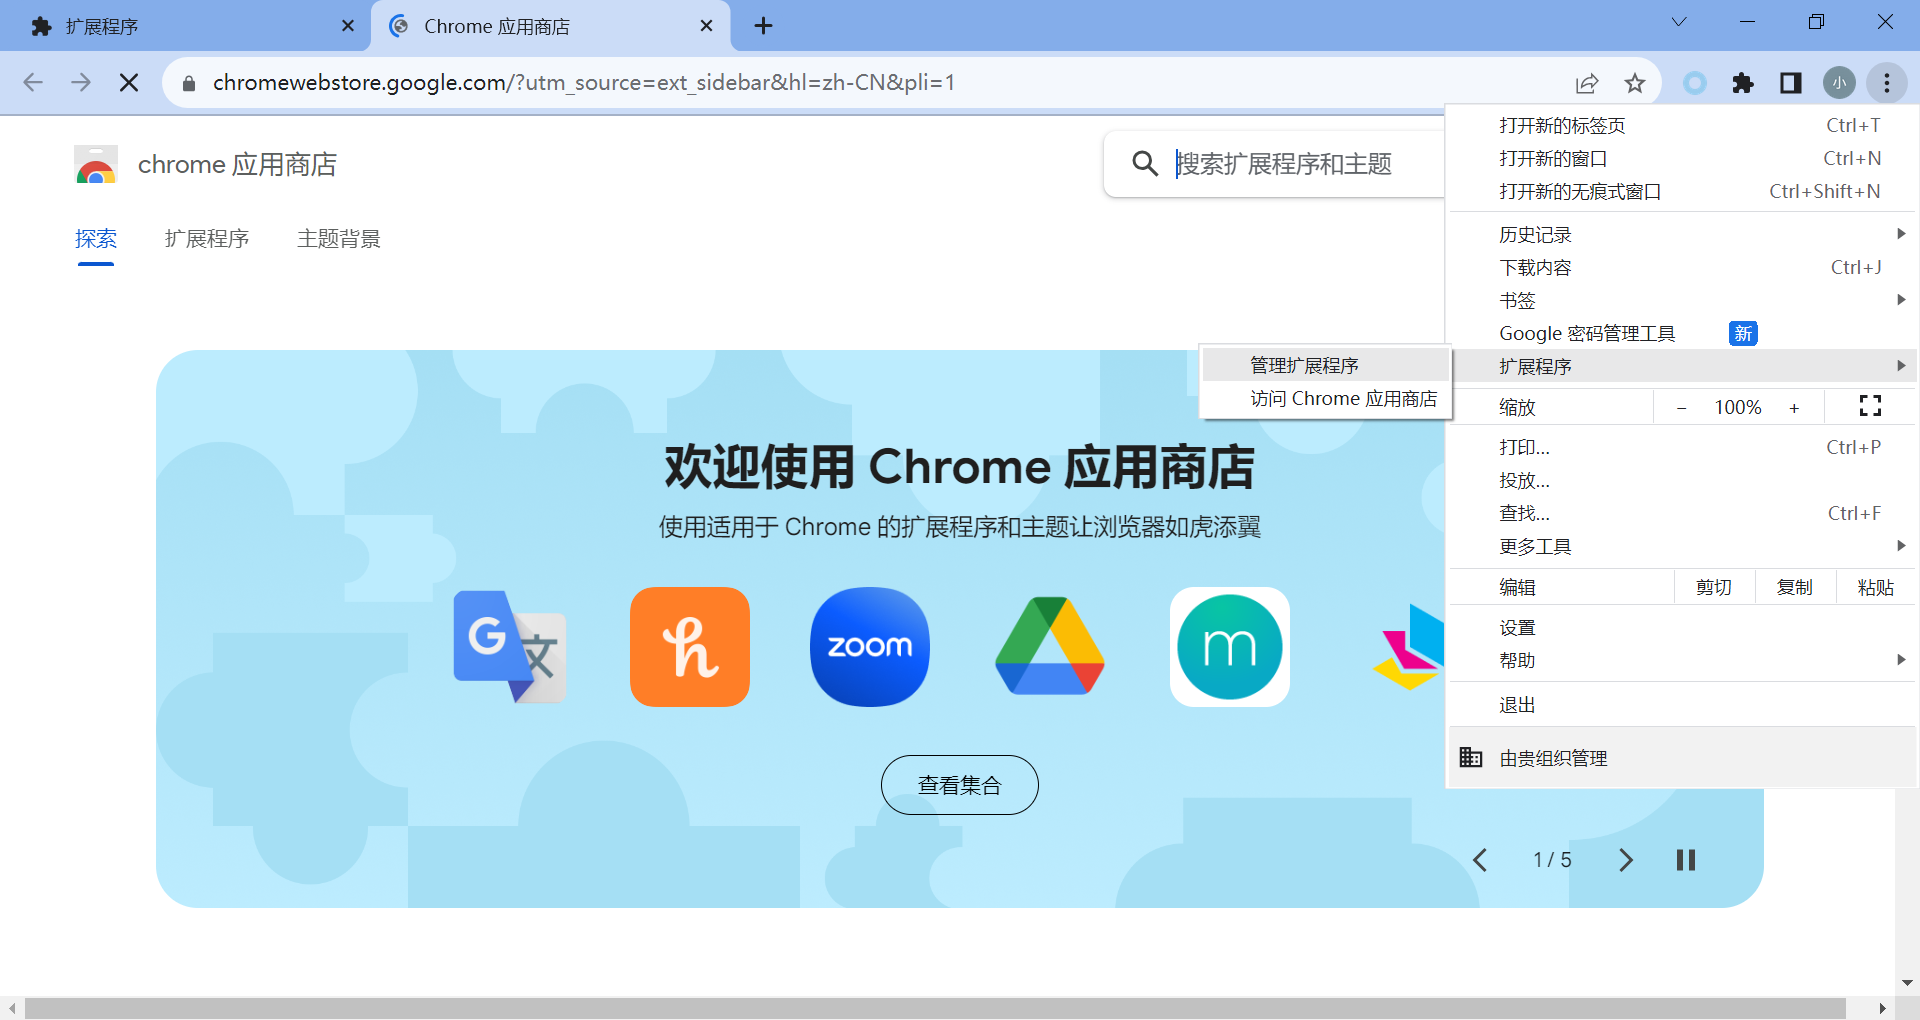 扩展程序
Chrome 应用商店
chromewebstore.google.com/?utm_source=ext_sidebar&hl=zh-CN&pli=1
小
chrome 应用商店
搜索扩展程序和主题
探索 扩展程序 主题背景
欢迎使用 Chrome 应用商店
使用适用于 Chrome 的扩展程序和主题让浏览器如虎添翼
G 文
h
zoom
m
查看集合
1 / 5
打开新的标签页 Ctrl+T
打开新的窗口 Ctrl+N
打开新的无痕式窗口 Ctrl+Shift+N
历史记录
下载内容 Ctrl+J
书签
Google 密码管理工具 新
扩展程序
管理扩展程序
访问 Chrome 应用商店
缩放 − 100% +
打印... Ctrl+P
投放...
查找... Ctrl+F
更多工具
编辑 剪切 复制 粘贴
设置
帮助
退出
由贵组织管理